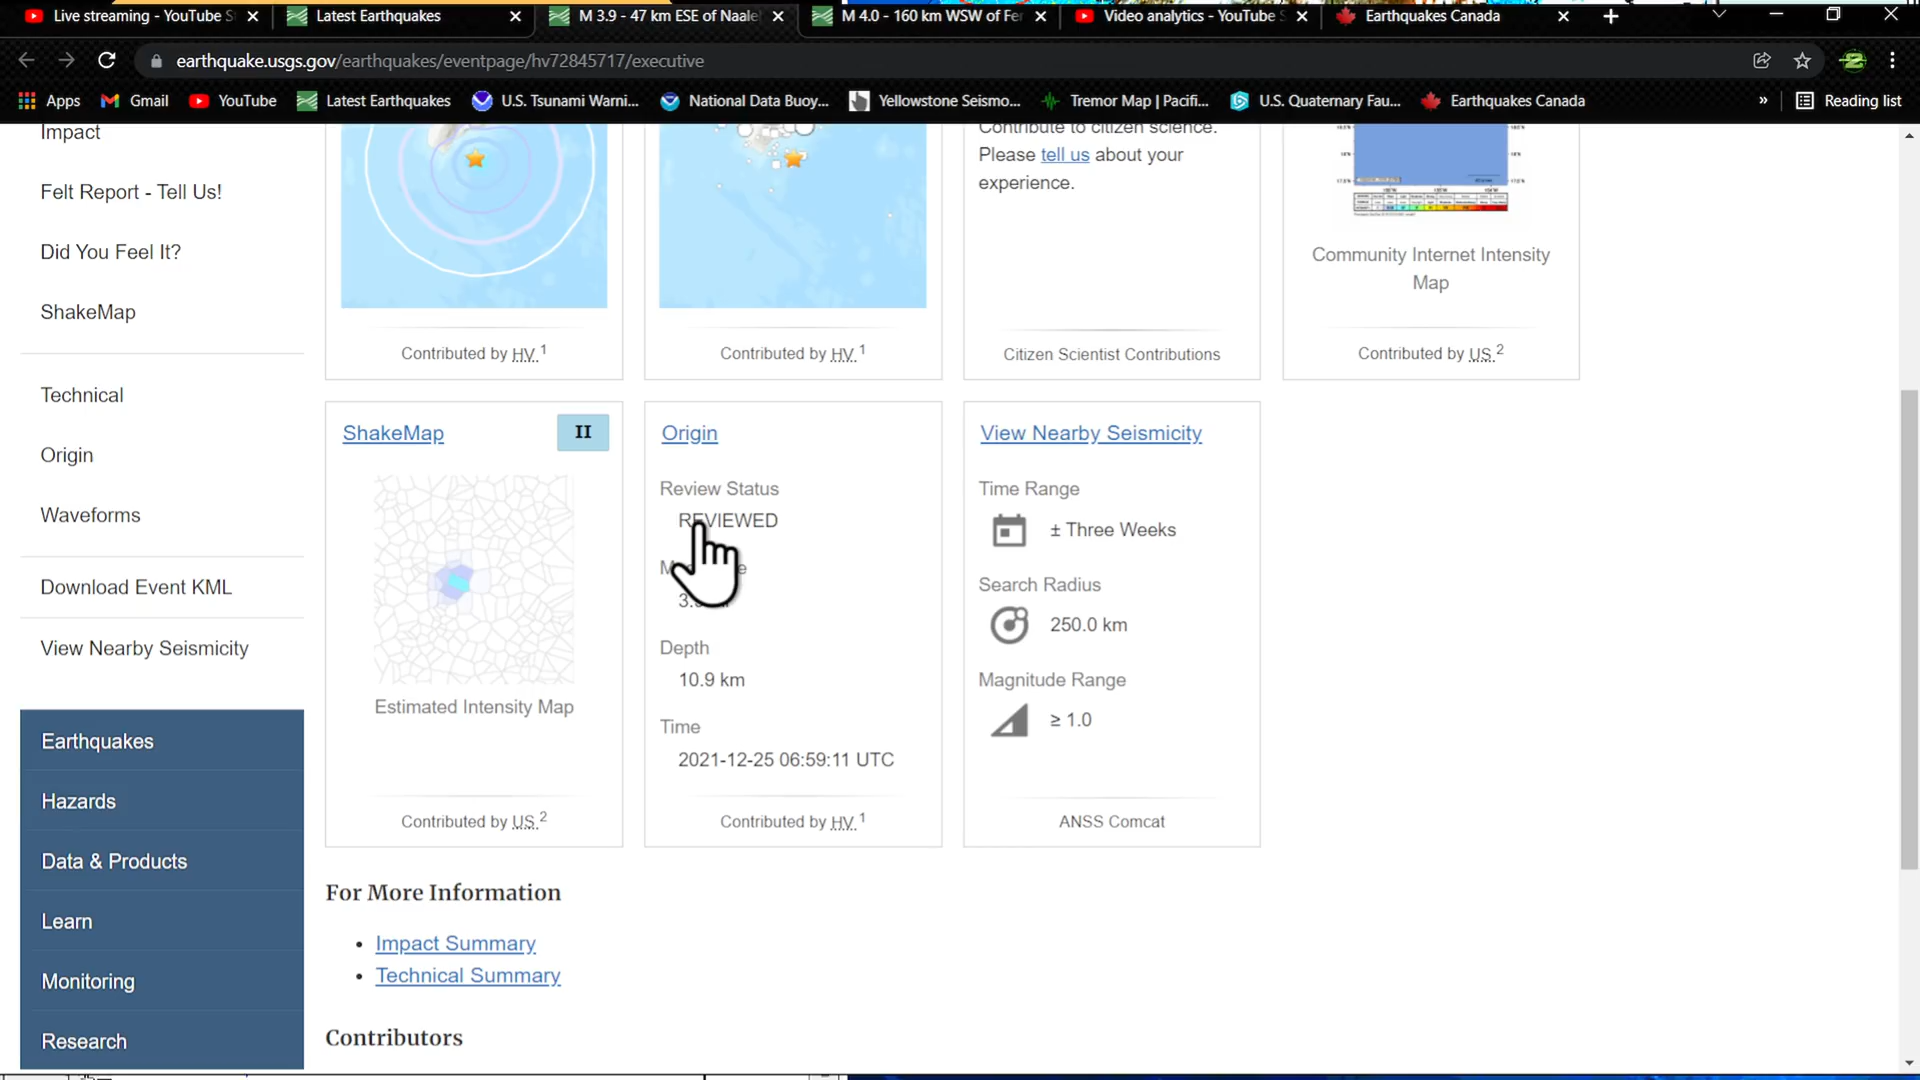 Live streaming - YouTube S
Latest Earthquakes
M 3.9 - 47 km ESE of Naale
M 4.0 - 160 km WSW of Fer
Video analytics - YouTube S
Earthquakes Canada
earthquake.usgs.gov/earthquakes/eventpage/hv72845717/executive
Apps
Gmail
YouTube
Latest Earthquakes
U.S. Tsunami Warni...
National Data Buoy...
Yellowstone Seismo...
Tremor Map | Pacifi...
U.S. Quaternary Fau...
Earthquakes Canada
»
Reading list
Impact
Felt Report - Tell Us!
Did You Feel It?
ShakeMap
Technical
Origin
Waveforms
Download Event KML
View Nearby Seismicity
Earthquakes
Hazards
Data & Products
Learn
Monitoring
Research
Contributed by HV 1
Contributed by HV 1
Contribute to citizen science.
Please tell us about your
experience.
Citizen Scientist Contributions
Community Internet Intensity
Map
Contributed by US 2
ShakeMap
II
Estimated Intensity Map
Contributed by US 2
Origin
Review Status
REVIEWED
Depth
10.9 km
Time
2021-12-25 06:59:11 UTC
Contributed by HV 1
View Nearby Seismicity
Time Range
± Three Weeks
Search Radius
250.0 km
Magnitude Range
≥ 1.0
ANSS Comcat
For More Information
• Impact Summary
• Technical Summary
Contributors